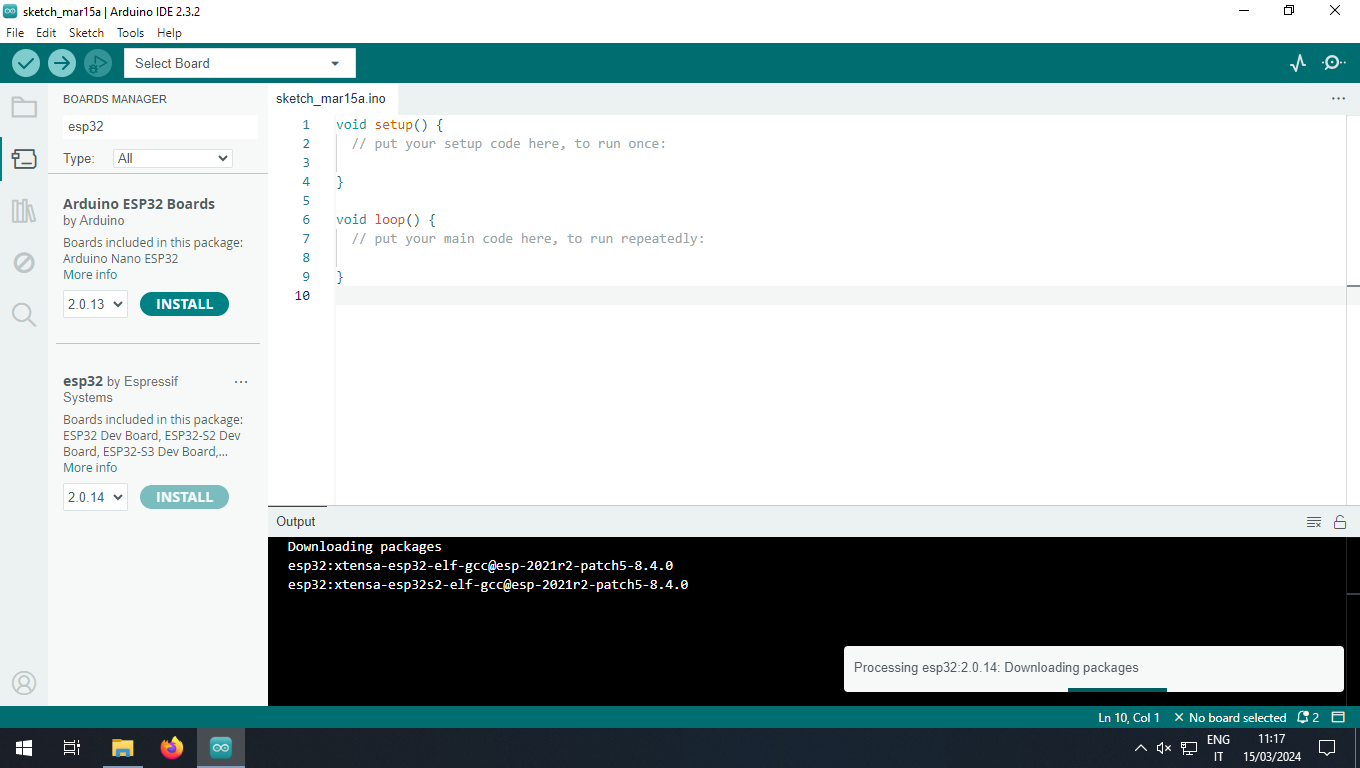 sketch_mar15a | Arduino IDE 2.3.2
File Edit Sketch Tools Help
Select Board
BOARDS MANAGER
esp32
Type: All
Arduino ESP32 Boards
by Arduino
Boards included in this package:
Arduino Nano ESP32
More info
2.0.13 INSTALL
esp32 by Espressif ...
Systems
Boards included in this package:
ESP32 Dev Board, ESP32-S2 Dev
Board, ESP32-S3 Dev Board,...
More info
2.0.14 INSTALL
sketch_mar15a.ino
1 void setup() {
2 // put your setup code here, to run once:
3
4 }
5
6 void loop() {
7 // put your main code here, to run repeatedly:
8
9 }
10
Output
Downloading packages
esp32:xtensa-esp32-elf-gcc@esp-2021r2-patch5-8.4.0
esp32:xtensa-esp32s2-elf-gcc@esp-2021r2-patch5-8.4.0
Processing esp32:2.0.14: Downloading packages
Ln 10, Col 1 No board selected 2
ENG
IT
11:17
15/03/2024